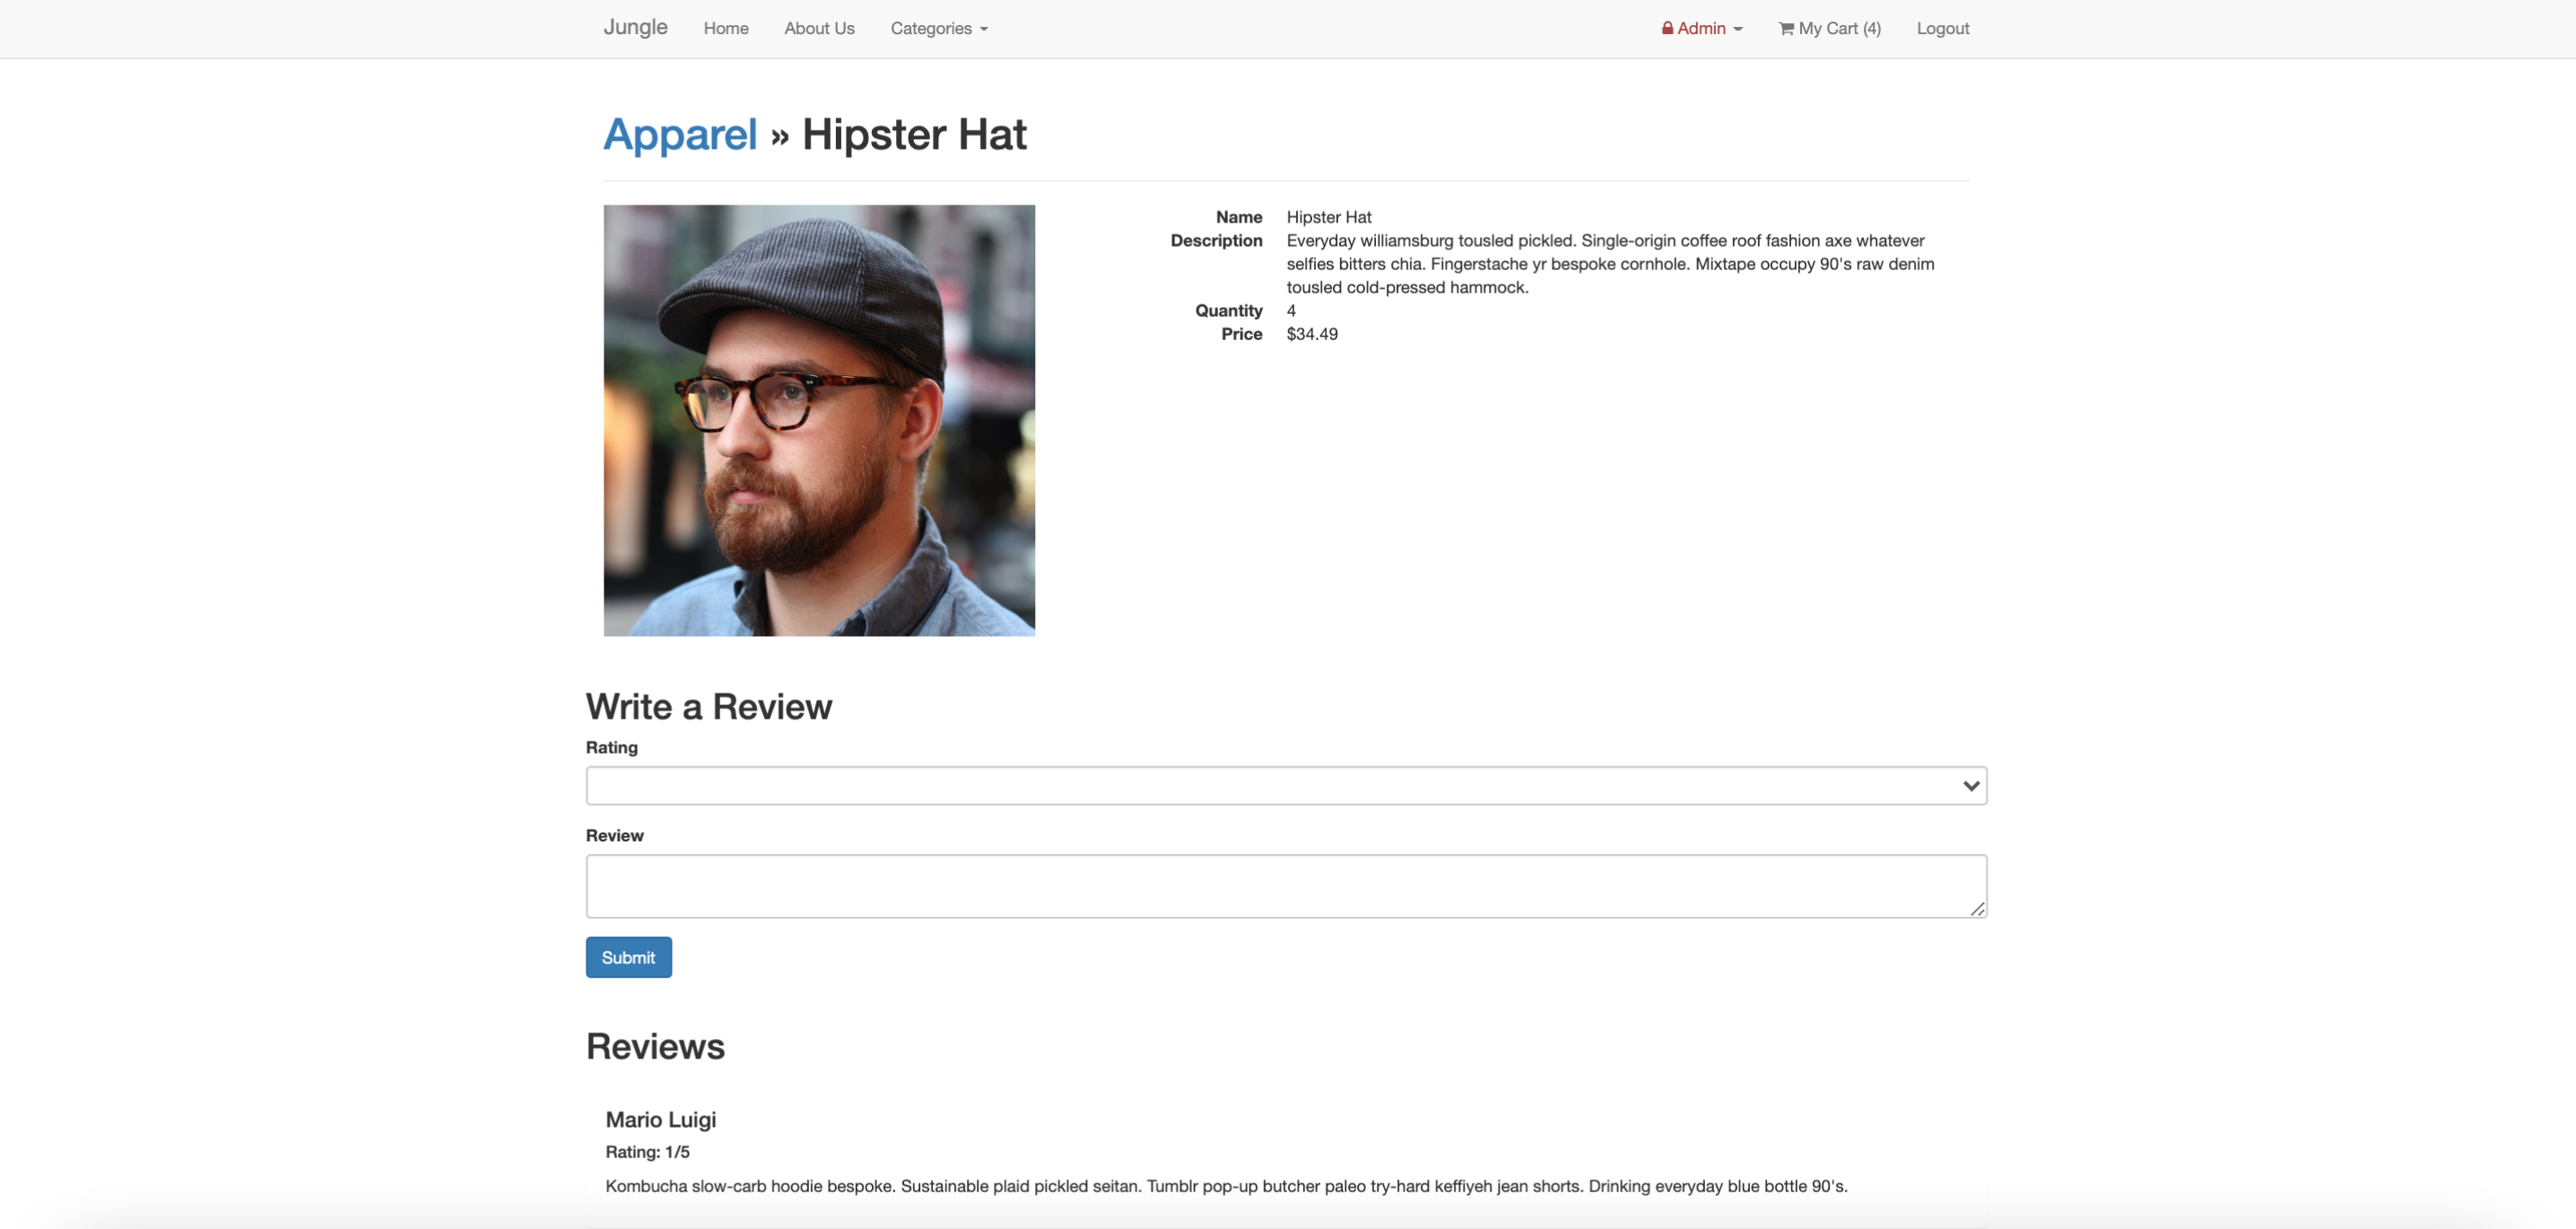 Jungle Home About Us Categories Admin My Cart (4) Logout
Apparel » Hipster Hat
Name Hipster Hat
Description Everyday williamsburg tousled pickled. Single-origin coffee roof fashion axe whatever
selfies bitters chia. Fingerstache yr bespoke cornhole. Mixtape occupy 90's raw denim
tousled cold-pressed hammock.
Quantity 4
Price $34.49
Write a Review
Rating
Review
Submit
Reviews
Mario Luigi
Rating: 1/5
Kombucha slow-carb hoodie bespoke. Sustainable plaid pickled seitan. Tumblr pop-up butcher paleo try-hard keffiyeh jean shorts. Drinking everyday blue bottle 90's.